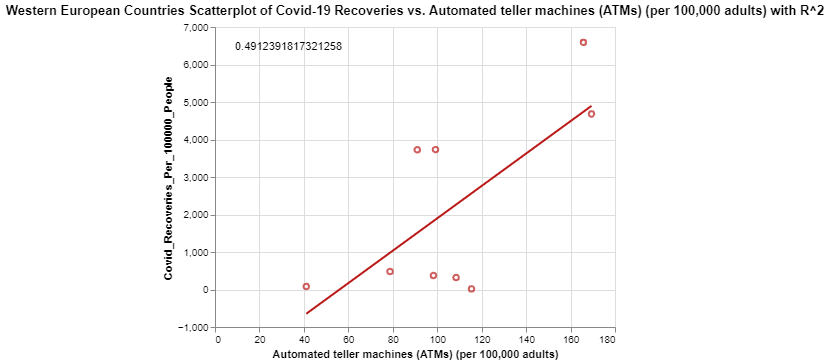 Western European Countries Scatterplot of Covid-19 Recoveries vs. Automated teller machines (ATMs) (per 100,000 adults) with R^2
0.4912391817321258
7,000
6,000
5,000
4,000
3,000
2,000
1,000
0
−1,000
Covid_Recoveries_Per_100000_People
0 20 40 60 80 100 120 140 160 180
Automated teller machines (ATMs) (per 100,000 adults)